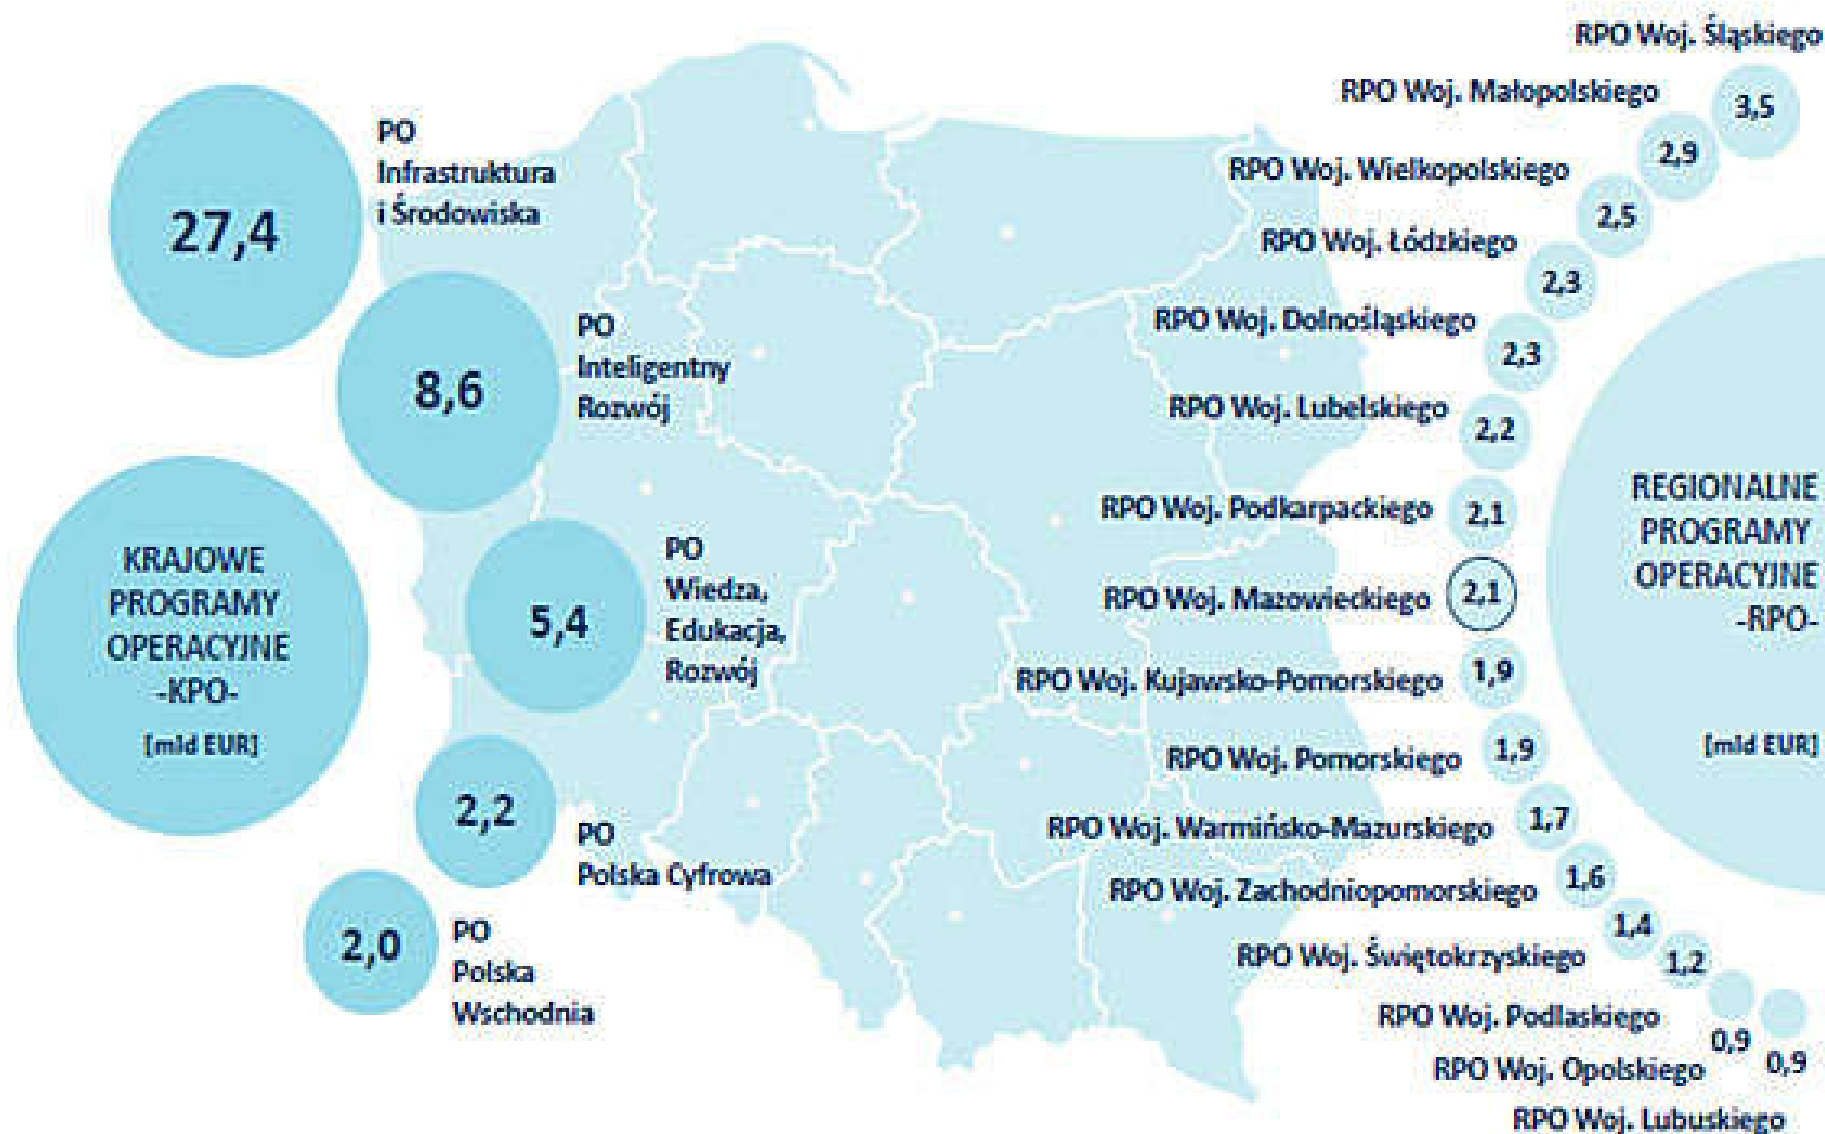 27,4
PO
Infrastruktura
i Środowiska
8,6
PO
Inteligentny
Rozwój
KRAJOWE
PROGRAMY
OPERACYJNE
-KPO-
[mld EUR]
5,4
PO
Wiedza,
Edukacja,
Rozwój
2,2
PO
Polska Cyfrowa
2,0
PO
Polska
Wschodnia
RPO Woj. Śląskiego
3,5
RPO Woj. Małopolskiego
2,9
RPO Woj. Wielkopolskiego
2,5
RPO Woj. Łódzkiego
2,3
RPO Woj. Dolnośląskiego
2,3
RPO Woj. Lubelskiego
2,2
RPO Woj. Podkarpackiego
2,1
RPO Woj. Mazowieckiego
2,1
RPO Woj. Kujawsko-Pomorskiego
1,9
RPO Woj. Pomorskiego
1,9
RPO Woj. Warmińsko-Mazurskiego
1,7
RPO Woj. Zachodniopomorskiego
1,6
RPO Woj. Świętokrzyskiego
1,4
RPO Woj. Podlaskiego
1,2
RPO Woj. Opolskiego
0,9
RPO Woj. Lubuskiego
0,9
REGIONALNE
PROGRAMY
OPERACYJNE
-RPO-
[mld EUR]